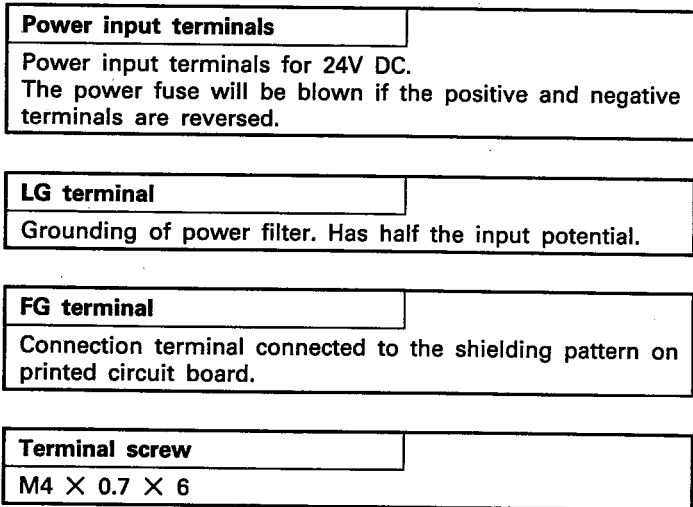 Power input terminals
Power input terminals for 24V DC.
The power fuse will be blown if the positive and negative
terminals are reversed.
LG terminal
Grounding of power filter. Has half the input potential.
FG terminal
Connection terminal connected to the shielding pattern on
printed circuit board.
Terminal screw
M4 × 0.7 × 6